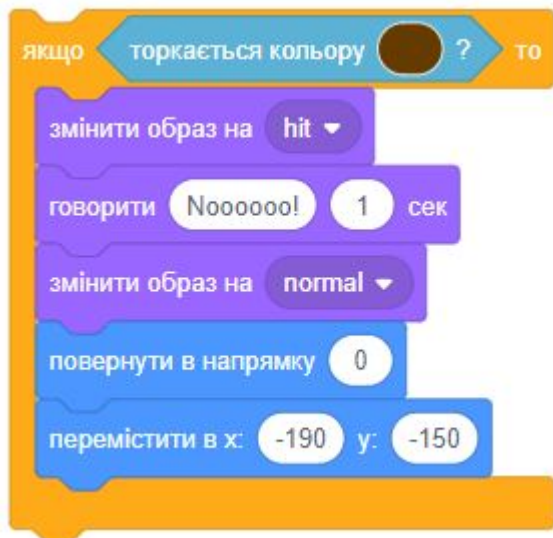 якщо торкається кольору ? то
змінити образ на hit
говорити Noooooo! 1 сек
змінити образ на normal
повернути в напрямку 0
перемістити в x: -190 y: -150